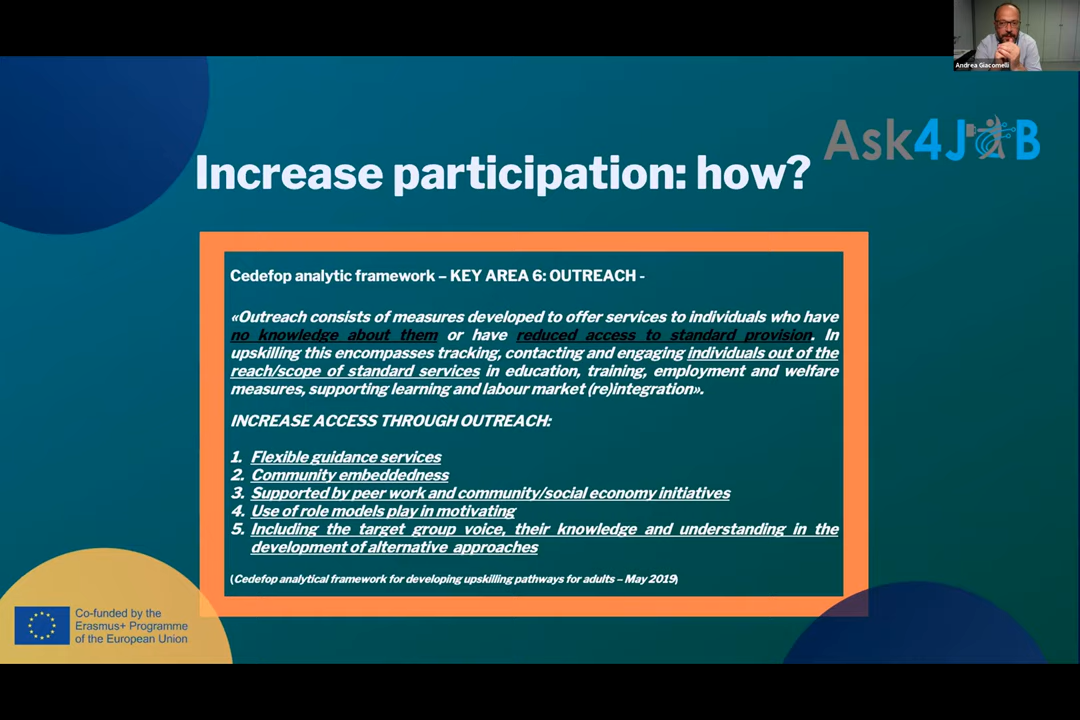 Andrea Giacomelli
Ask4JOB
Increase participation: how?
Cedefop analytic framework – KEY AREA 6: OUTREACH -
«Outreach consists of measures developed to offer services to individuals who have
no knowledge about them or have reduced access to standard provision. In
upskilling this encompasses tracking, contacting and engaging individuals out of the
reach/scope of standard services in education, training, employment and welfare
measures, supporting learning and labour market (re)integration».
INCREASE ACCESS THROUGH OUTREACH:
1. Flexible guidance services
2. Community embeddedness
3. Supported by peer work and community/social economy initiatives
4. Use of role models play in motivating
5. Including the target group voice, their knowledge and understanding in the
development of alternative approaches
(Cedefop analytical framework for developing upskilling pathways for adults – May 2019)
Co-funded by the
Erasmus+ Programme
of the European Union